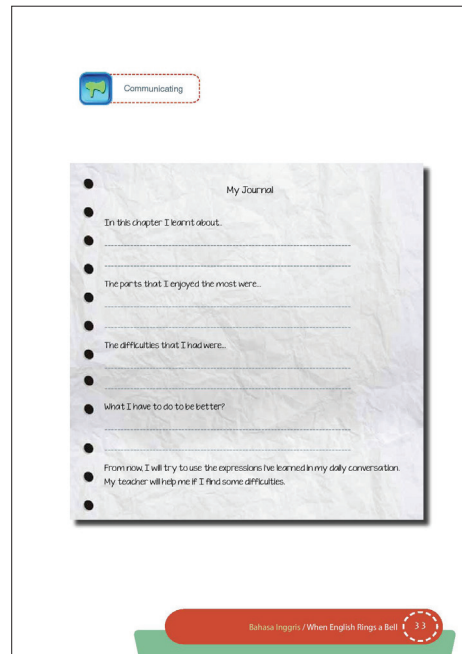 Communicating
My Journal
In this chapter I learnt about..
The parts that I enjoyed the most were...
The difficulties that I had were...
What I have to do to be better?
From now, I will try to use the expressions Ive learned in my daily conversation.
My teacher will help me if I find some difficulties.
Bahasa Inggris / When English Rings a Bell 33